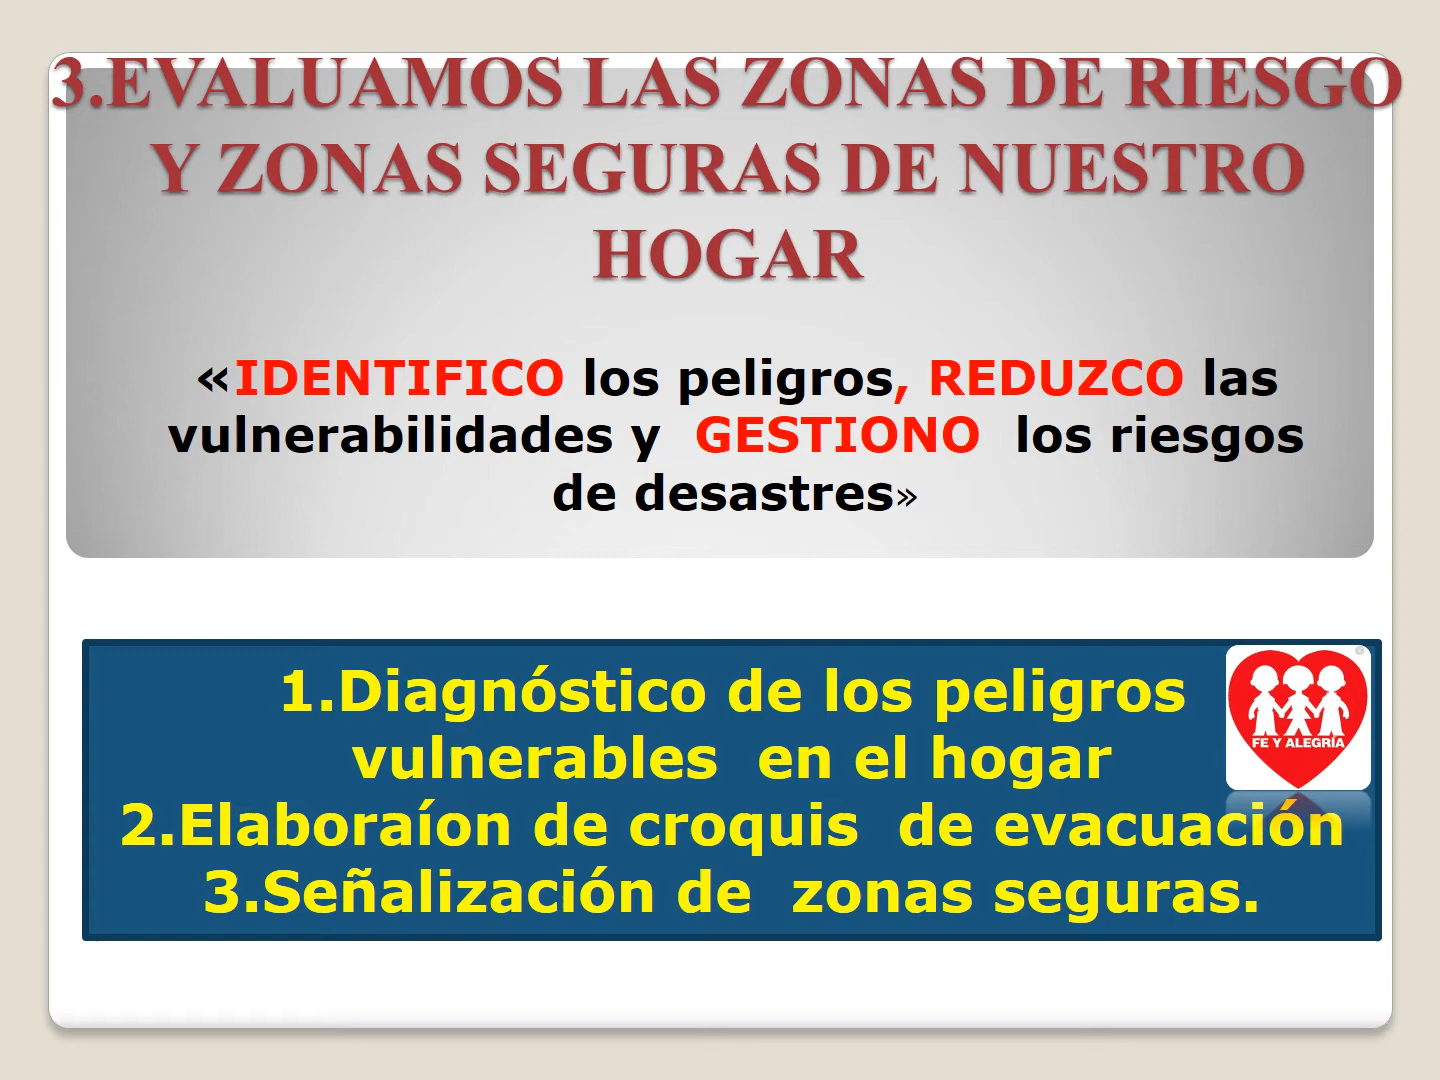 3.EVALUAMOS LAS ZONAS DE RIESGO
Y ZONAS SEGURAS DE NUESTRO
HOGAR
«IDENTIFICO los peligros, REDUZCO las
vulnerabilidades y GESTIONO los riesgos
de desastres»
1.Diagnóstico de los peligros
vulnerables en el hogar
2.Elaboraíon de croquis de evacuación
3.Señalización de zonas seguras.
FE Y ALEGRÍA